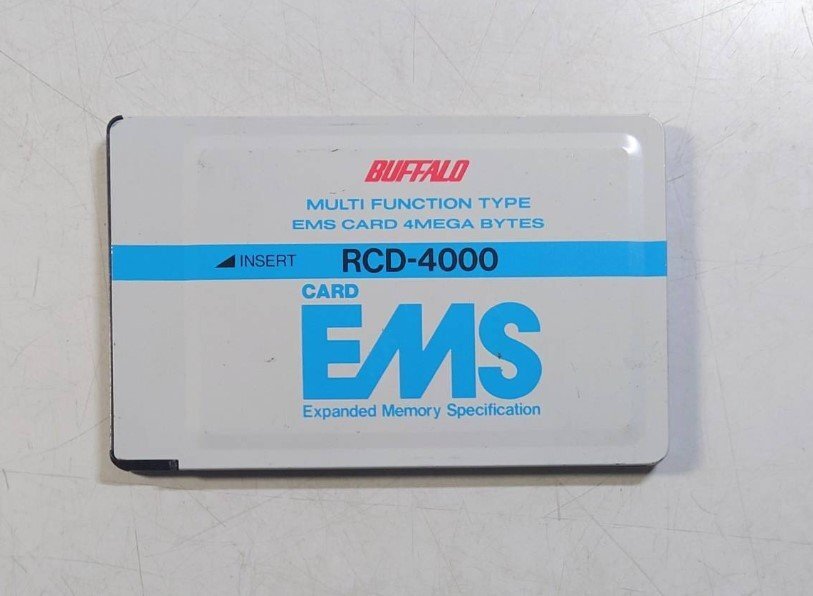 BUFFALO
MULTI FUNCTION TYPE
EMS CARD 4MEGA BYTES
INSERT RCD-4000
CARD
EMS
Expanded Memory Specification